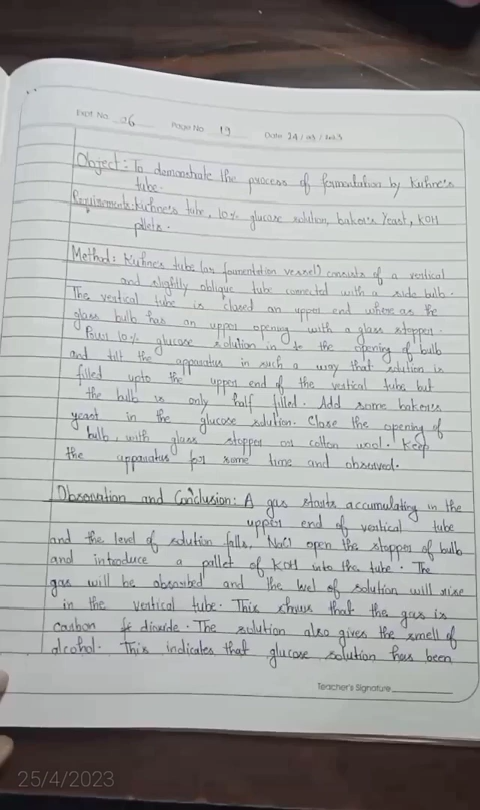 Expt. No. 06 Page No. 19 Date
Object: To demonstrate the process of fermentation by Kuhne's
tube.
Requirements: Kuhne's tube, 10% glucose solution, baker's Yeast, KOH
pllets.
Method: Kuhne's tube (or fermentation vessel) consists of a vertical
and slightly oblique tube connected with a side bulb.
The vertical tube is closed an upper end where as the
glass bulb has an upper opening with a glass stopper.
Pour 10% glucose solution in to the opening of bulb
and tilt the apparatus in such a way that solution is
filled upto the upper end of the vertical tube but
the bulb is only half filled. Add some baker's
yeast in the glucose solution. Close the opening of
bulb, with glass stopper or cotton wool. Keep
the apparatus for some time and observed.
Observation and Conclusion: A gas starts accumulating in the
upper end of vertical tube
and the level of solution falls. open the stopper of bulb
and introduce a pallet of KOH into the tube. The
gas will be absorbed and the level of solution will rise
in the vertical tube. This shows that the gas is
carbon dioxide. The solution also gives the smell of
alcohol. This indicates that glucose solution has been
Teacher's Signature
25/4/2023